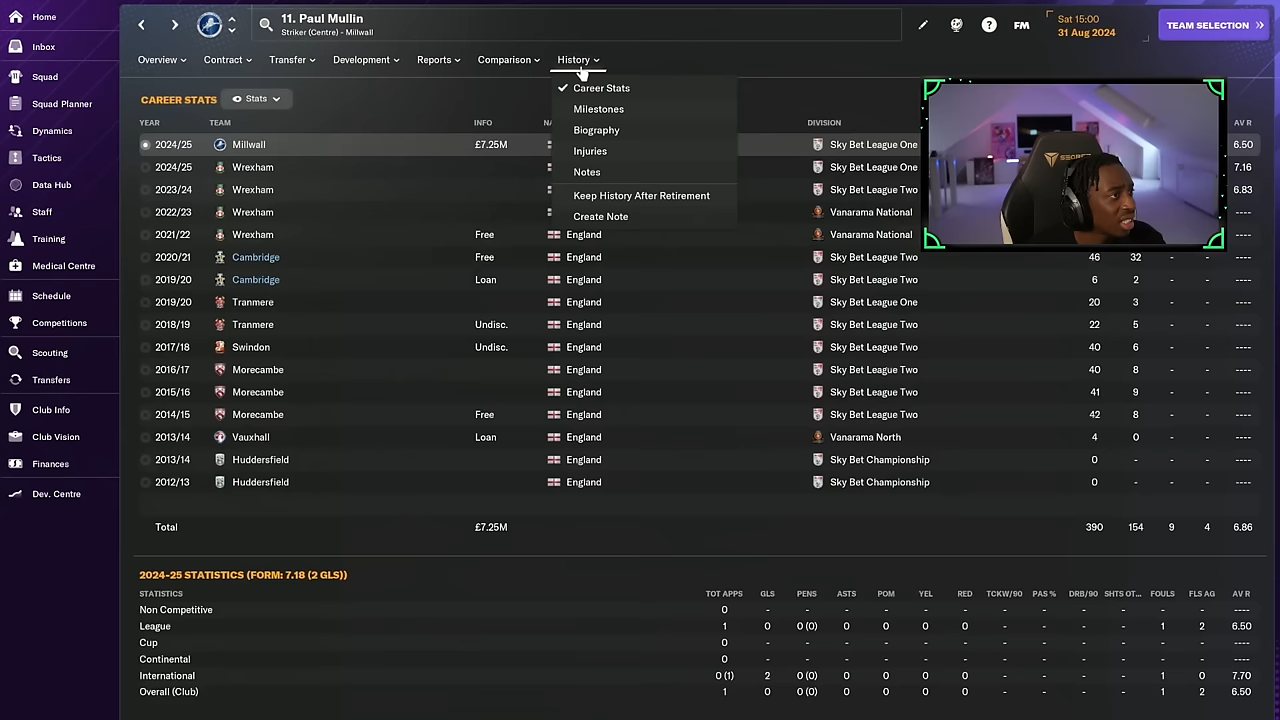 Home
Inbox
Squad
Squad Planner
Dynamics
Tactics
Data Hub
Staff
Training
Medical Centre
Schedule
Competitions
Scouting
Transfers
Club Info
Club Vision
Finances
Dev. Centre
11. Paul Mullin
Striker (Centre) - Millwall
FM
Sat 15:00
31 Aug 2024
TEAM SELECTION
Overview
Contract
Transfer
Development
Reports
Comparison
History
Career Stats
Milestones
Biography
Injuries
Notes
Keep History After Retirement
Create Note
CAREER STATS Stats
YEAR TEAM INFO DIVISION AV R
2024/25 Millwall £7.25M Sky Bet League One 6.50
2024/25 Wrexham Sky Bet League One 7.16
2023/24 Wrexham Sky Bet League Two 6.83
2022/23 Wrexham Vanarama National ----
2021/22 Wrexham Free England Vanarama National ----
2020/21 Cambridge Free England Sky Bet League Two 46 32 - - ----
2019/20 Cambridge Loan England Sky Bet League Two 6 2 - - ----
2019/20 Tranmere England Sky Bet League One 20 3 - - ----
2018/19 Tranmere Undisc. England Sky Bet League Two 22 5 - - ----
2017/18 Swindon Undisc. England Sky Bet League Two 40 6 - - ----
2016/17 Morecambe England Sky Bet League Two 40 8 - - ----
2015/16 Morecambe England Sky Bet League Two 41 9 - - ----
2014/15 Morecambe Free England Sky Bet League Two 42 8 - - ----
2013/14 Vauxhall Loan England Vanarama North 4 0 - - ----
2013/14 Huddersfield England Sky Bet Championship 0 - - - ----
2012/13 Huddersfield England Sky Bet Championship 0 - - - ----
Total £7.25M 390 154 9 4 6.86
2024-25 STATISTICS (FORM: 7.18 (2 GLS))
STATISTICS TOT APPS GLS PENS ASTS POM YEL RED TCKW/90 PAS % DRB/90 SHTS OT... FOULS FLS AG AV R
Non Competitive 0 - - - - - - - - - - - - ----
League 1 0 0 (0) 0 0 0 0 - - - - 1 2 6.50
Cup 0 - - - - - - - - - - - - ----
Continental 0 - - - - - - - - - - - - ----
International 0 (1) 2 0 (0) 0 0 0 0 - - - - 1 0 7.70
Overall (Club) 1 0 0 (0) 0 0 0 0 - - - - 1 2 6.50